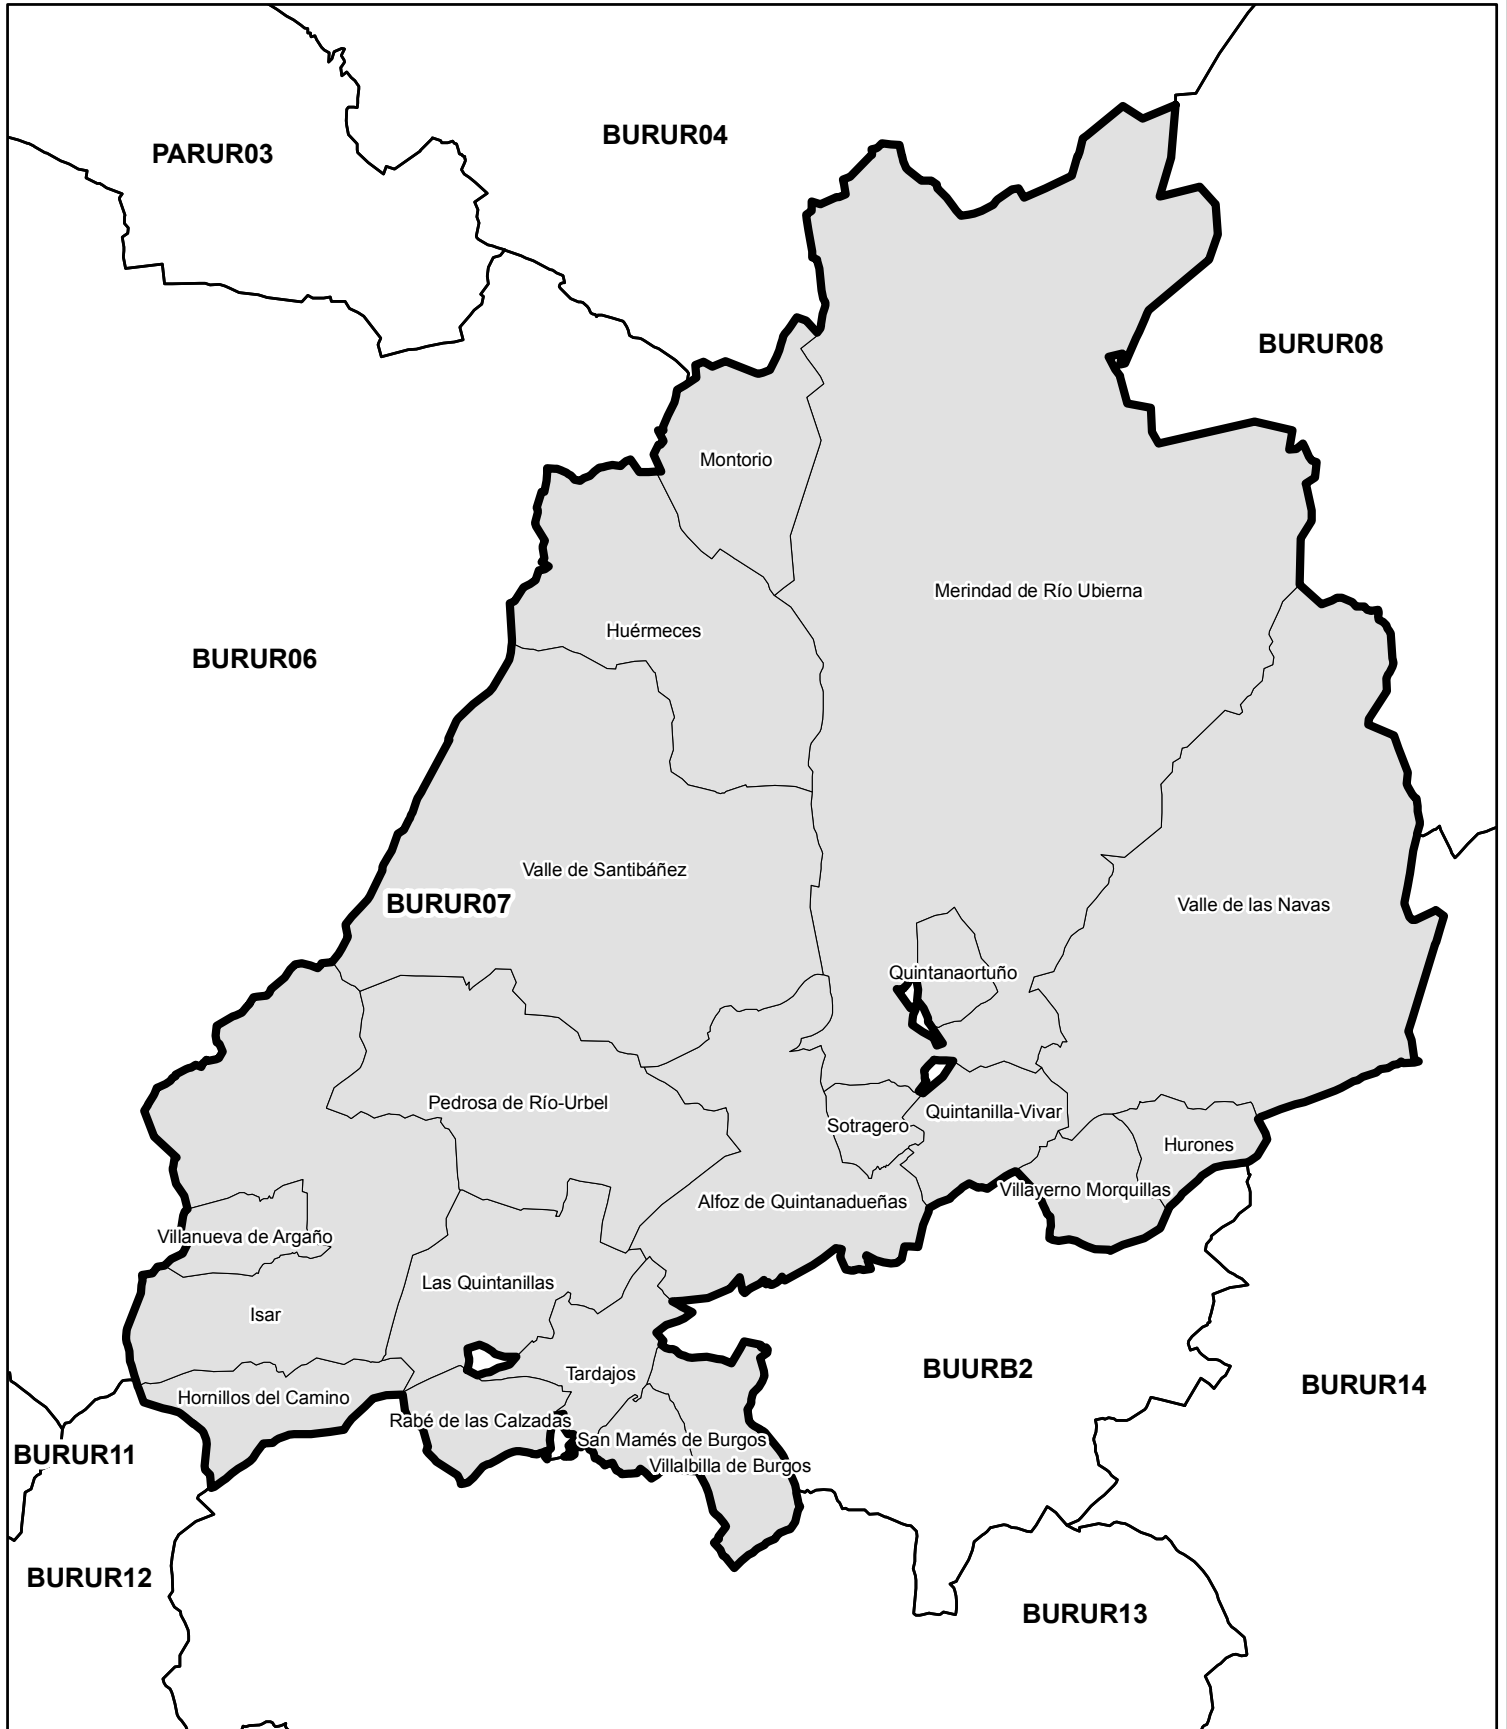 BURUR04
PARUR03
BURUR08
Montorio
Merindad de Río Ubierna
Huérmeces
BURUR06
Valle de Santibáñez
BURUR07
Valle de las Navas
Quintanaortuño
Pedrosa de Río-Urbel
Quintanilla-Vivar
Sotragero
Hurones
Villayerno Morquillas
Alfoz de Quintanadueñas
Villanueva de Argaño
Las Quintanillas
Isar
Tardajos
BUURB2
BURUR14
Hornillos del Camino
Rabé de las Calzadas
San Mamés de Burgos
BURUR11
Villalbilla de Burgos
BURUR12
BURUR13